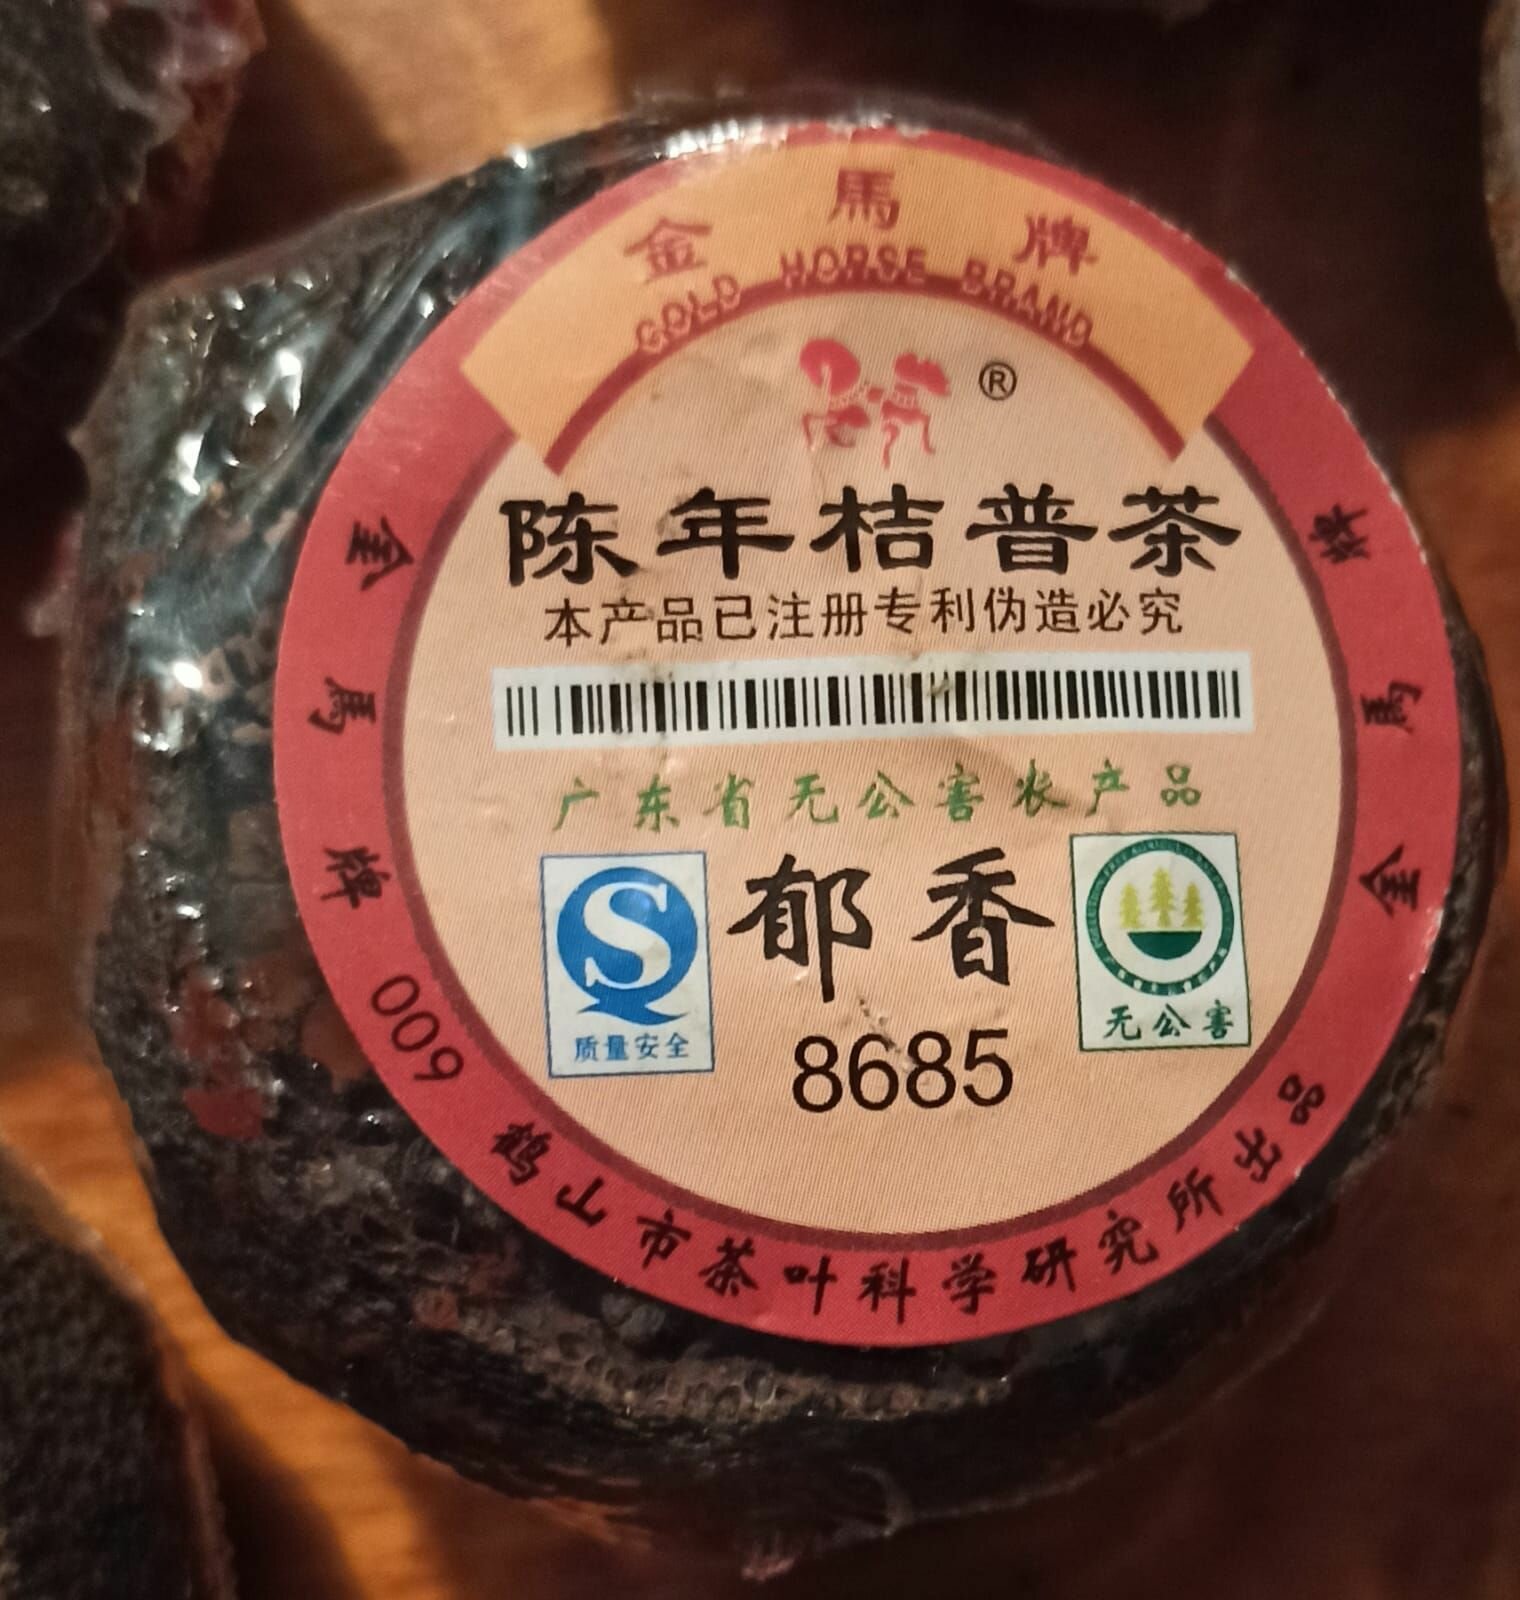 金馬牌
GOLD HORSE BRAND
®
陈年桔普茶
本产品已注册专利伪造必究
广东省无公害农产品
郁香
8685
S
质量安全
无公害
金馬牌
金馬牌
009
鹤山市茶叶科学研究所出品